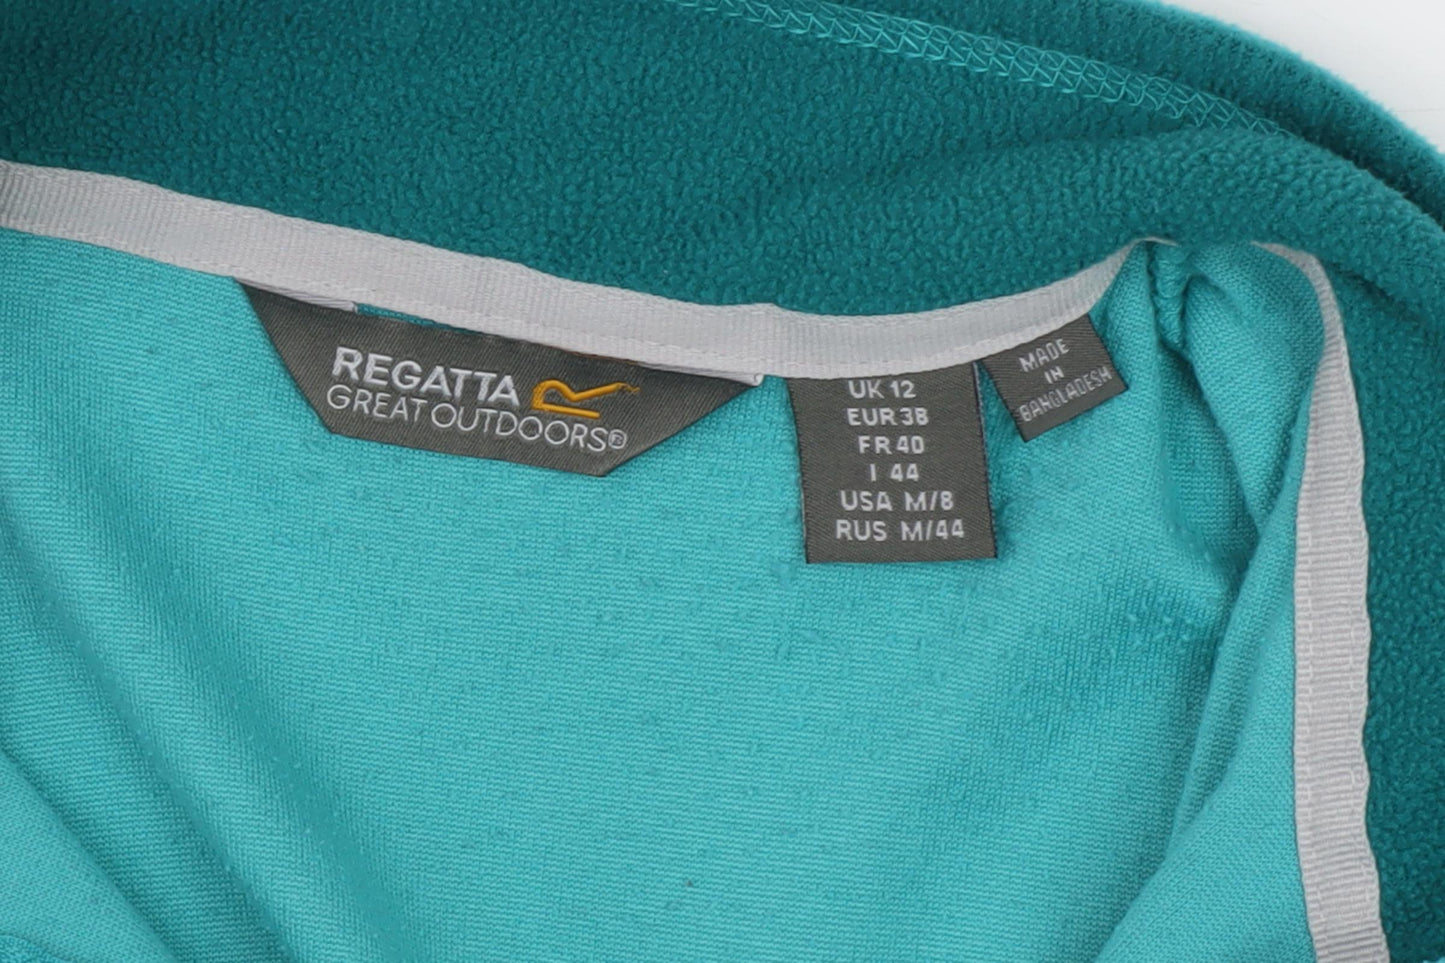 REGATTA
GREAT OUTDOORS®
UK 12
EUR 38
FR 40
I 44
USA M/8
RUS M/44
MADE
IN
BANGLADESH